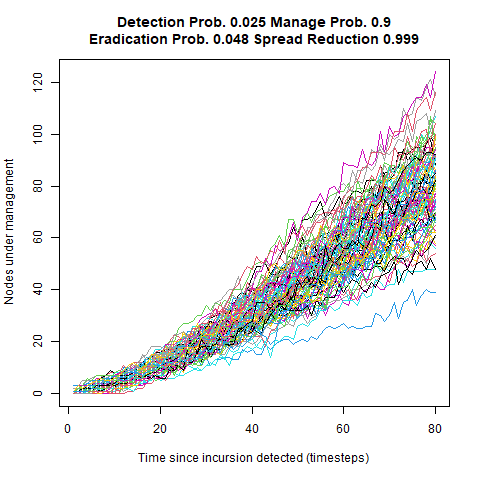 Detection Prob. 0.025 Manage Prob. 0.9
Eradication Prob. 0.048 Spread Reduction 0.999
Nodes under management
120
100
80
60
40
20
0
0 20 40 60 80
Time since incursion detected (timesteps)